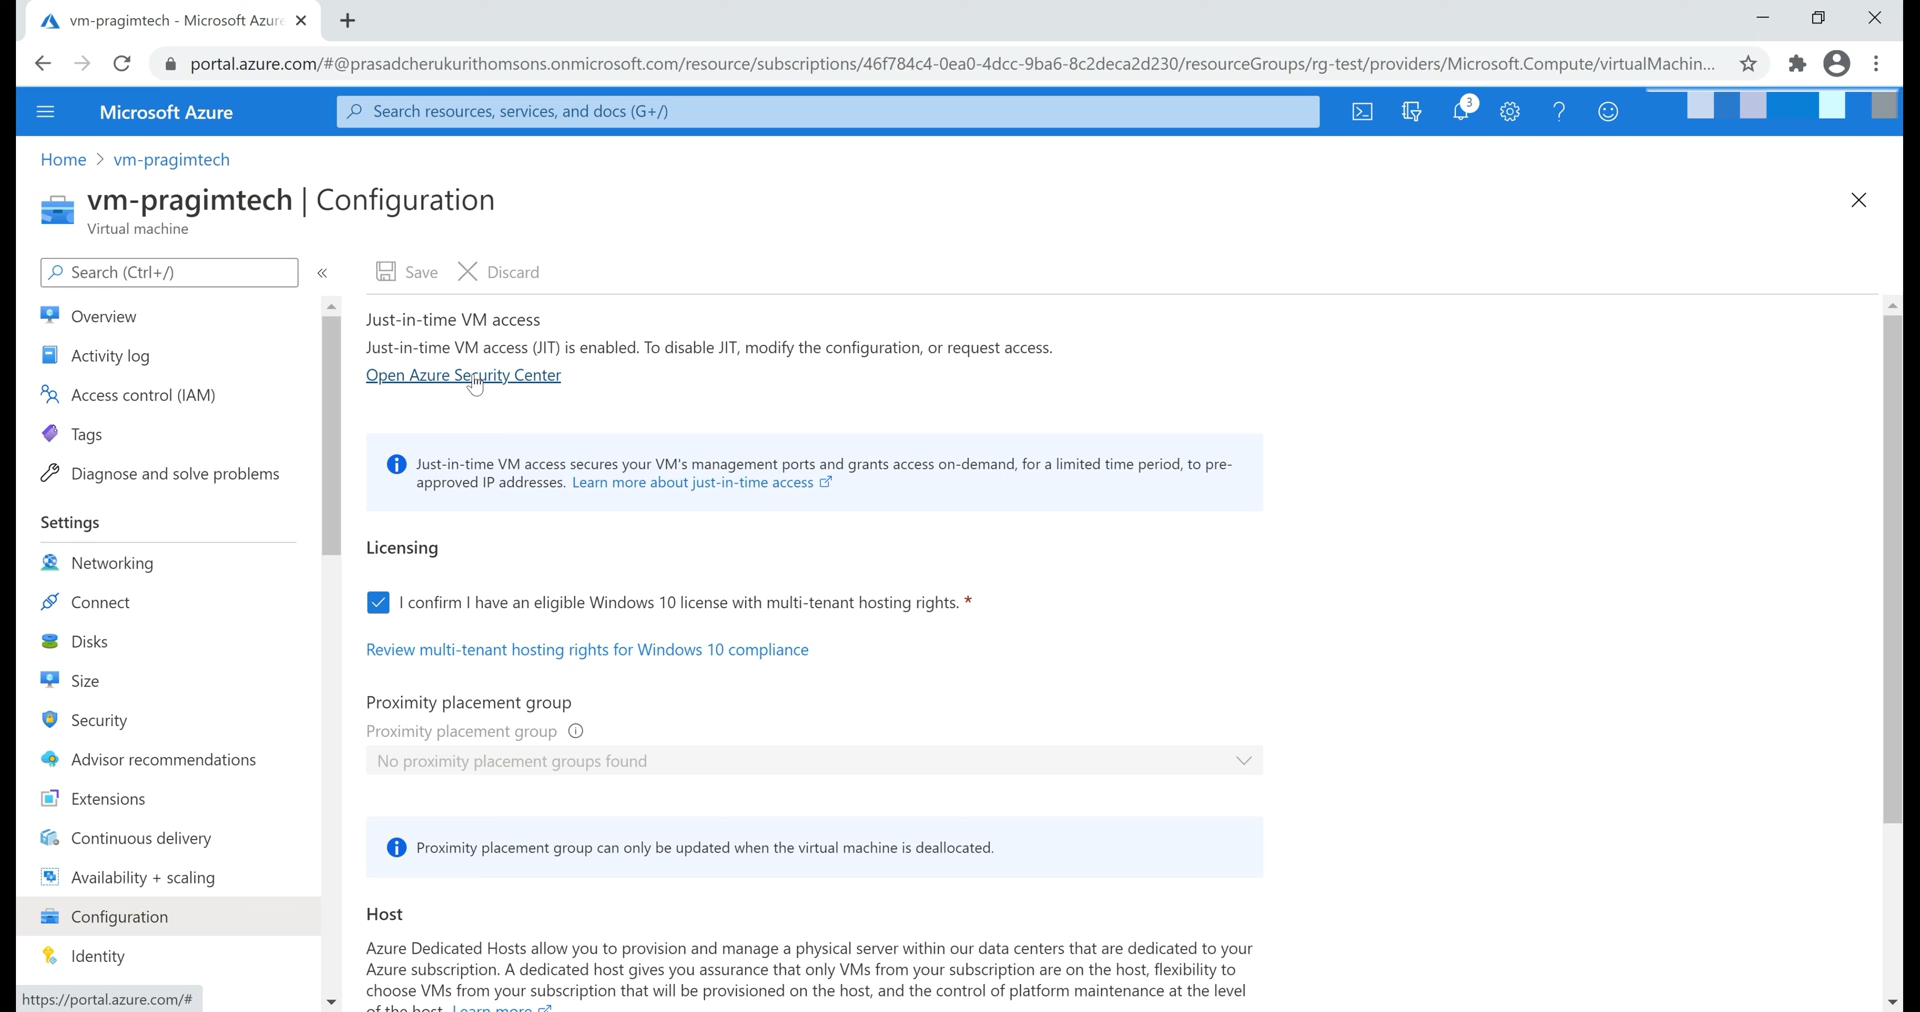 vm-pragimtech - Microsoft Azure
portal.azure.com/#@prasadcherukurithomsons.onmicrosoft.com/resource/subscriptions/46f784c4-0ea0-4dcc-9ba6-8c2deca2d230/resourceGroups/rg-test/providers/Microsoft.Compute/virtualMachin...
Microsoft Azure
Search resources, services, and docs (G+/)
3
Home > vm-pragimtech
vm-pragimtech | Configuration
Virtual machine
Search (Ctrl+/)
«
Save
Discard
Overview
Activity log
Access control (IAM)
Tags
Diagnose and solve problems
Settings
Networking
Connect
Disks
Size
Security
Advisor recommendations
Extensions
Continuous delivery
Availability + scaling
Configuration
Identity
https://portal.azure.com/#
Just-in-time VM access
Just-in-time VM access (JIT) is enabled. To disable JIT, modify the configuration, or request access.
Open Azure Security Center
Just-in-time VM access secures your VM's management ports and grants access on-demand, for a limited time period, to pre-
approved IP addresses. Learn more about just-in-time access
Licensing
I confirm I have an eligible Windows 10 license with multi-tenant hosting rights. *
Review multi-tenant hosting rights for Windows 10 compliance
Proximity placement group
Proximity placement group
No proximity placement groups found
Proximity placement group can only be updated when the virtual machine is deallocated.
Host
Azure Dedicated Hosts allow you to provision and manage a physical server within our data centers that are dedicated to your
Azure subscription. A dedicated host gives you assurance that only VMs from your subscription are on the host, flexibility to
choose VMs from your subscription that will be provisioned on the host, and the control of platform maintenance at the level
of the host. Learn more